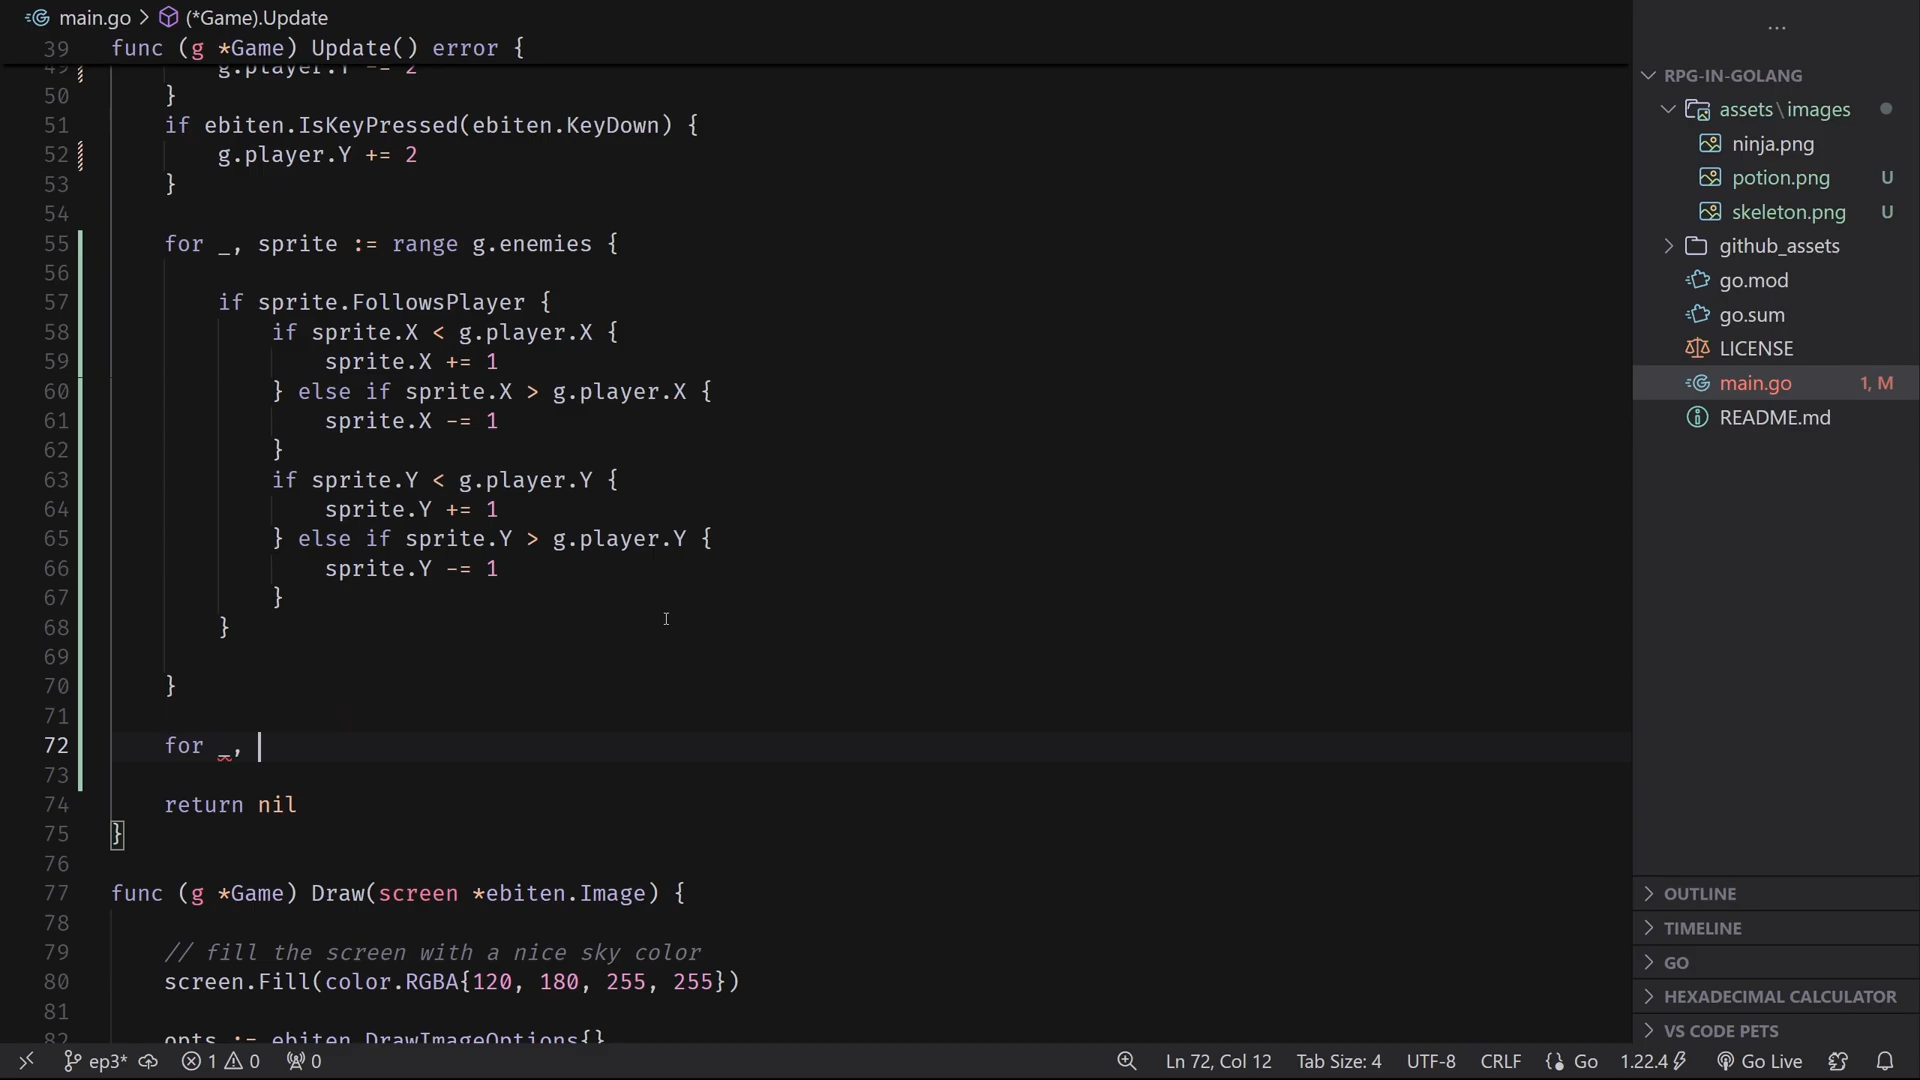 main.go > (*Game).Update
39 func (g *Game) Update() error {
49 g.player.Y -= 2
50 }
51 if ebiten.IsKeyPressed(ebiten.KeyDown) {
52 g.player.Y += 2
53 }
54
55 for _, sprite := range g.enemies {
56
57 if sprite.FollowsPlayer {
58 if sprite.X < g.player.X {
59 sprite.X += 1
60 } else if sprite.X > g.player.X {
61 sprite.X -= 1
62 }
63 if sprite.Y < g.player.Y {
64 sprite.Y += 1
65 } else if sprite.Y > g.player.Y {
66 sprite.Y -= 1
67 }
68 }
69
70 }
71
72 for _,
73
74 return nil
75 }
76
77 func (g *Game) Draw(screen *ebiten.Image) {
78
79 // fill the screen with a nice sky color
80 screen.Fill(color.RGBA{120, 180, 255, 255})
81
82 opts := ebiten.DrawImageOptions{}
...
RPG-IN-GOLANG
assets\images
ninja.png
potion.png U
skeleton.png U
github_assets
go.mod
go.sum
LICENSE
main.go 1, M
README.md
OUTLINE
TIMELINE
GO
HEXADECIMAL CALCULATOR
VS CODE PETS
ep3* 1 0 0 Ln 72, Col 12 Tab Size: 4 UTF-8 CRLF {} Go 1.22.4 Go Live